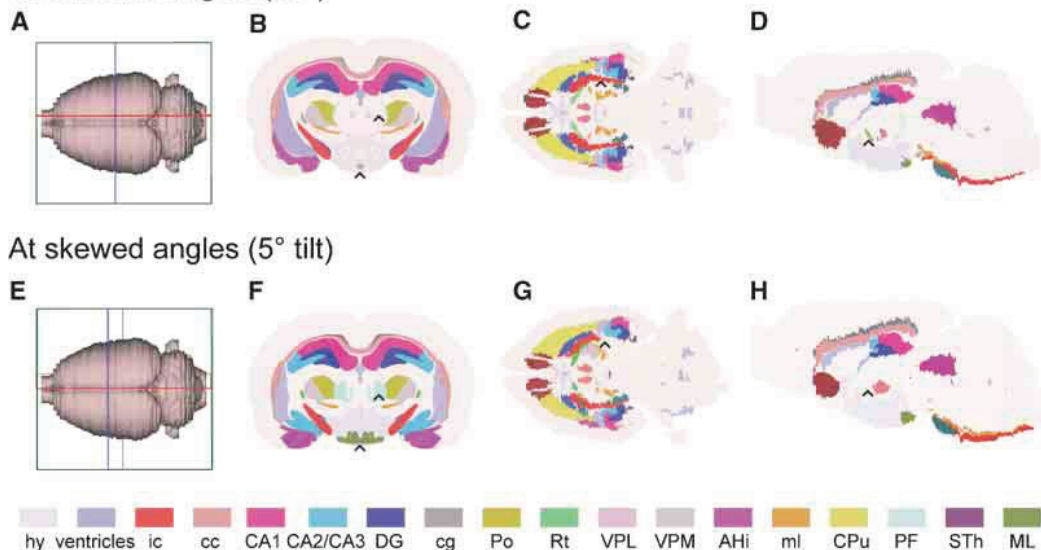 A B C D
At skewed angles (5° tilt)
E F G H
hy ventricles ic cc CA1 CA2/CA3 DG cg Po Rt VPL VPM AHi ml CPu PF STh ML